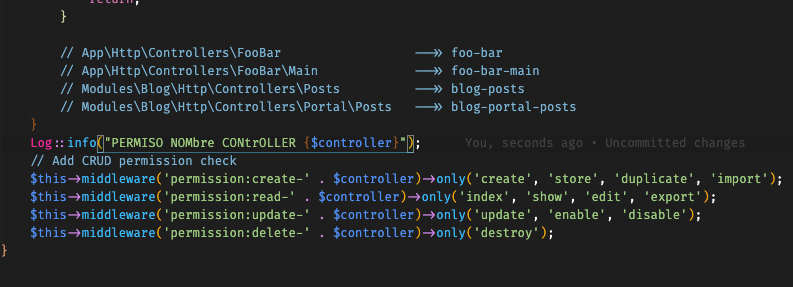 return;
}
// App\Http\Controllers\FooBar --->> foo-bar
// App\Http\Controllers\FooBar\Main --->> foo-bar-main
// Modules\Blog\Http\Controllers\Posts --->> blog-posts
// Modules\Blog\Http\Controllers\Portal\Posts --->> blog-portal-posts
}
Log::info("PERMISO NOMbre CONtrOLLER {$controller}"); You, seconds ago • Uncommitted changes
// Add CRUD permission check
$this->middleware('permission:create-' . $controller)->only('create', 'store', 'duplicate', 'import');
$this->middleware('permission:read-' . $controller)->only('index', 'show', 'edit', 'export');
$this->middleware('permission:update-' . $controller)->only('update', 'enable', 'disable');
$this->middleware('permission:delete-' . $controller)->only('destroy');
}